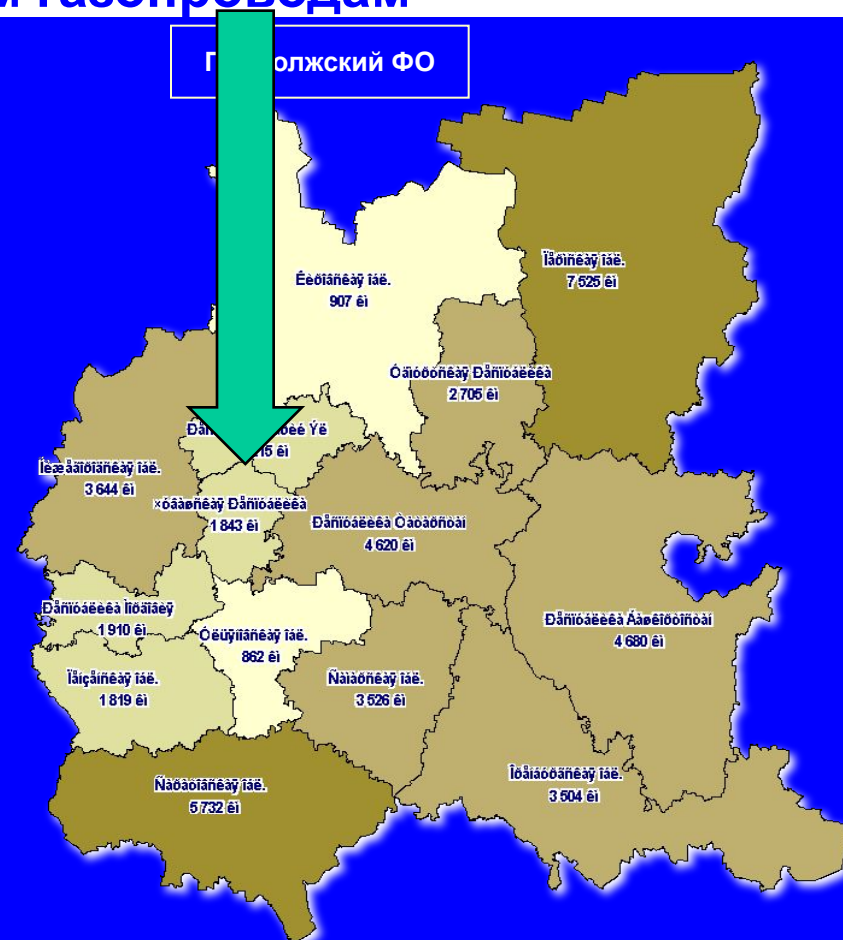 газопроводам
олжский ФО
Ïåðìñêàÿ îáë.
7 525 êì
Êèðîâñêàÿ îáë.
907 êì
Óäìóðòñêàÿ Ðåñïóáëèêà
2 705 êì
Ýë
15 êì
Íèæåãîðîäñêàÿ îáë.
3 644 êì
×óâàøñêàÿ Ðåñïóáëèêà
1 843 êì
Ðåñïóáëèêà Òàòàðñòàí
4 620 êì
Ðåñïóáëèêà Ìîðäîâèÿ
1 910 êì
Óëüÿíîâñêàÿ îáë.
862 êì
Ðåñïóáëèêà Áàøêîðòîñòàí
4 680 êì
Ïåíçåíñêàÿ îáë.
1 819 êì
Ñàìàðñêàÿ îáë.
3 526 êì
Ñàðàòîâñêàÿ îáë.
5 732 êì
Îðåíáóðãñêàÿ îáë.
3 504 êì